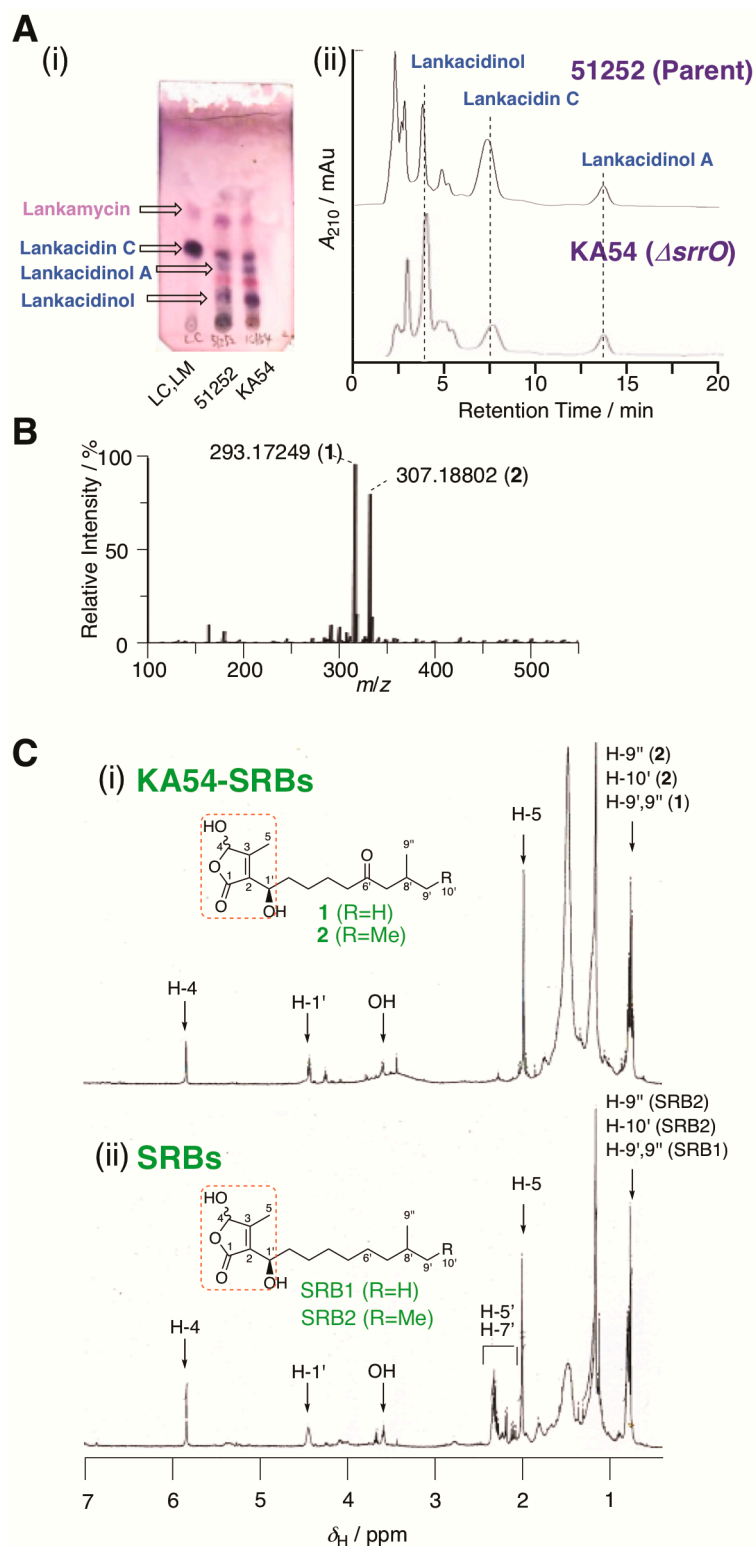 A
(i)
Lankamycin
Lankacidin C
Lankacidinol A
Lankacidinol
L.C
51252
KA54
LC,LM
51252
KA54
(ii)
Lankacidinol
51252 (Parent)
Lankacidin C
Lankacidinol A
KA54 (ΔsrrO)
A210 / mAu
0
5
10
15
20
Retention Time / min
B
Relative Intensity / %
100
50
0
293.17249 (1)
307.18802 (2)
100
200
300
400
500
m/z
C
(i) KA54-SRBs
HO
4
3
5
O
1
2
1'
O
OH
O
6'
9''
8'
9'
R
10'
1 (R=H)
2 (R=Me)
H-4
H-1'
OH
H-5
H-9'' (2)
H-10' (2)
H-9',9'' (1)
(ii) SRBs
HO
4
3
5
O
1
2
1'
O
OH
6'
9''
8'
9'
R
10'
SRB1 (R=H)
SRB2 (R=Me)
H-4
H-1'
OH
H-5'
H-7'
H-5
H-9'' (SRB2)
H-10' (SRB2)
H-9',9'' (SRB1)
7
6
5
4
3
2
1
δH / ppm